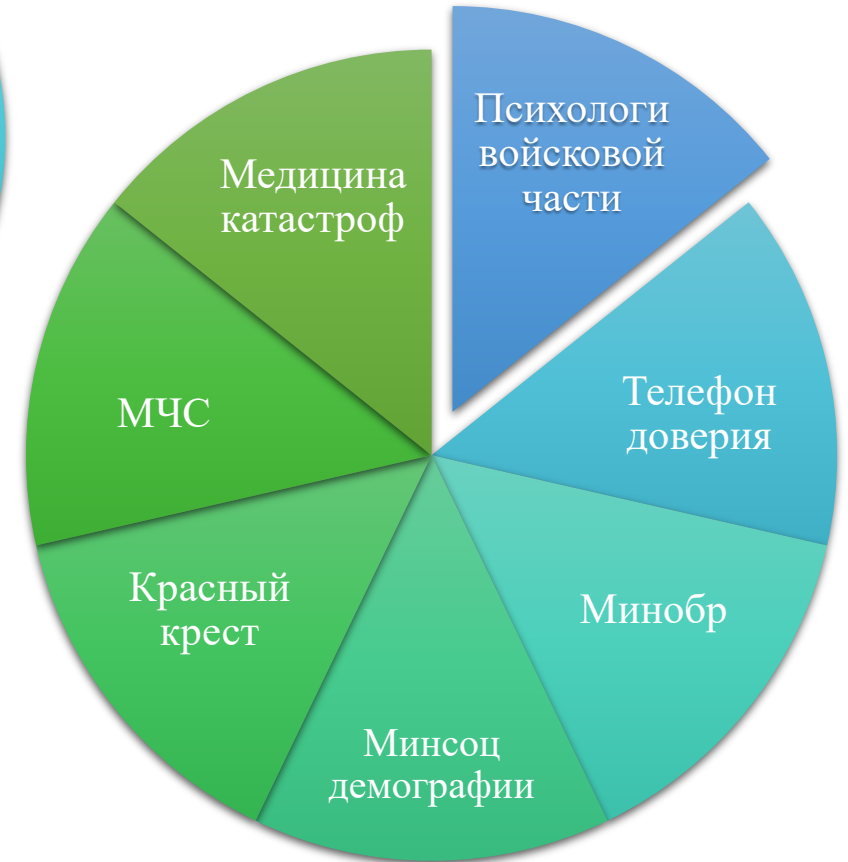 Психологи
войсковой
части
Телефон
доверия
Минобр
Минсоц
демографии
Красный
крест
МЧС
Медицина
катастроф